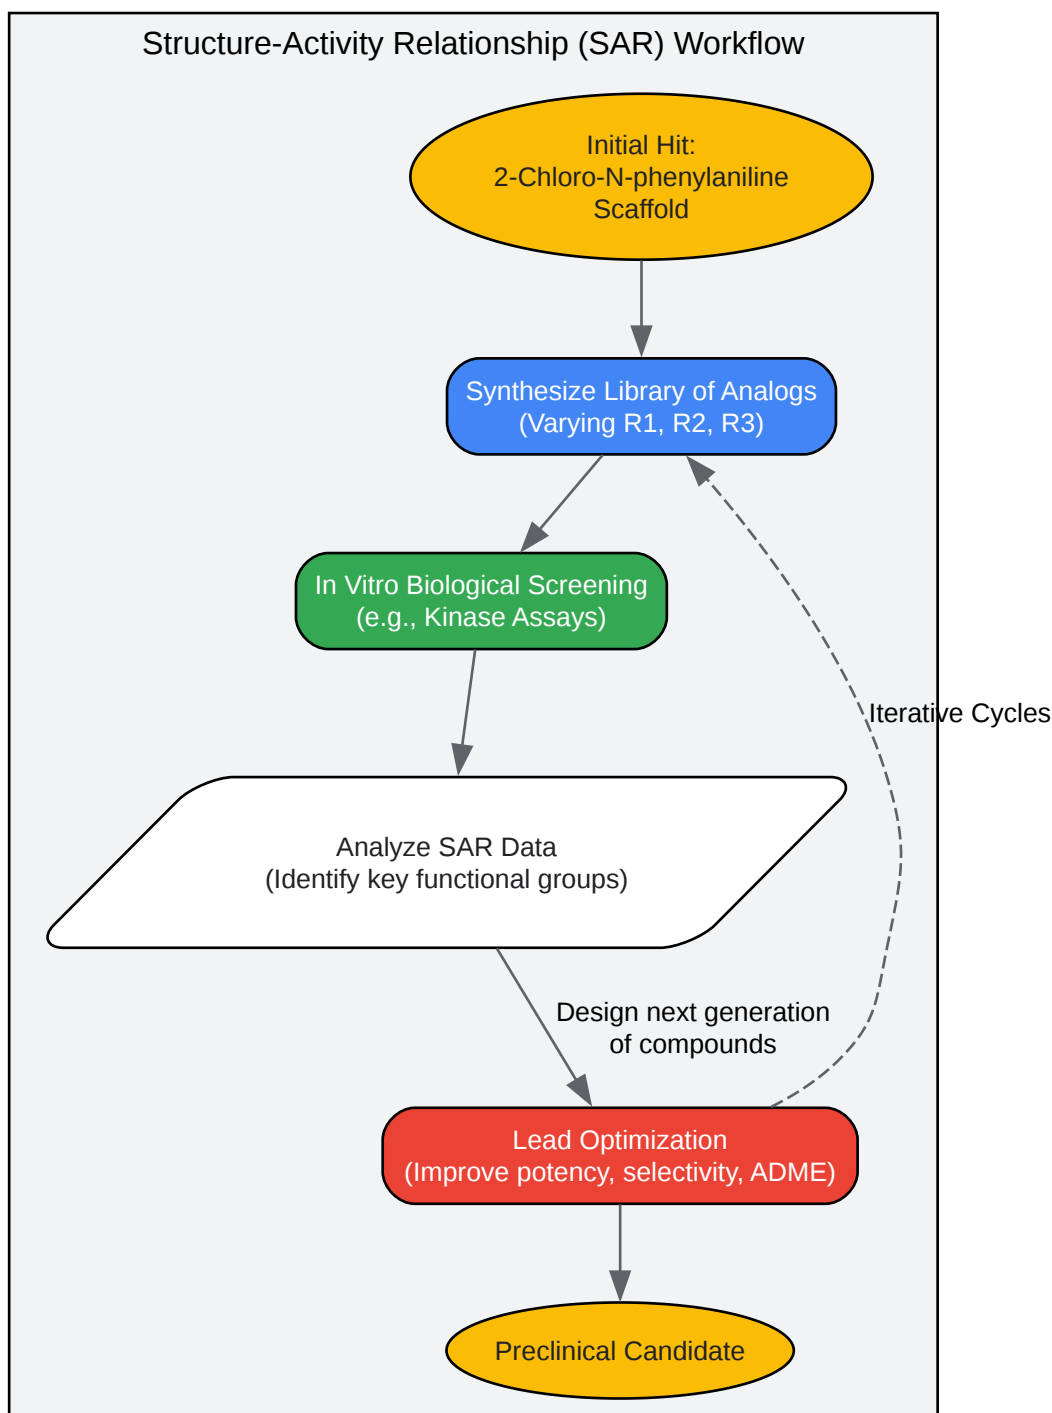 Structure-Activity Relationship (SAR) Workflow
Initial Hit:
2-Chloro-N-phenylaniline
Scaffold
Synthesize Library of Analogs
(Varying R1, R2, R3)
In Vitro Biological Screening
(e.g., Kinase Assays)
Iterative Cycles
Analyze SAR Data
(Identify key functional groups)
Design next generation
of compounds
Lead Optimization
(Improve potency, selectivity, ADME)
Preclinical Candidate